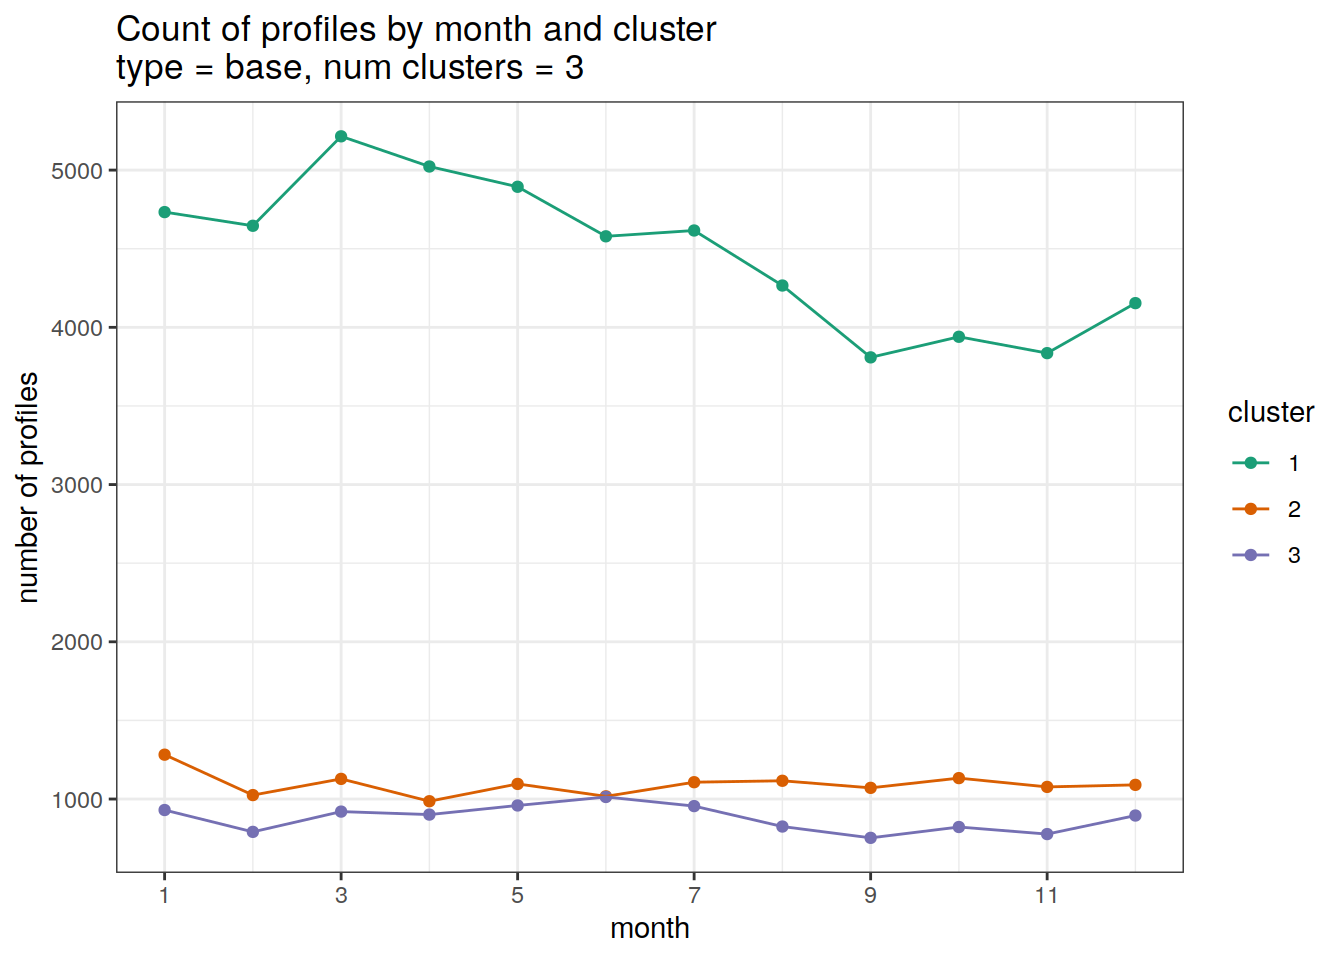 Count of profiles by month and cluster
type = base, num clusters = 3
number of profiles
5000
4000
3000
2000
1000
1
3
5
7
9
11
month
cluster
1
2
3